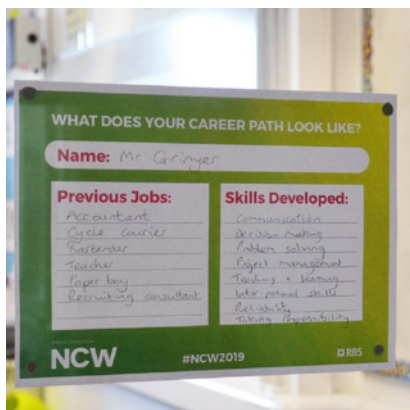 WHAT DOES YOUR CAREER PATH LOOK LIKE?
Name: Mr Grinyer
Previous Jobs:
Accountant
Cycle courier
Bartender
Teacher
Paper boy
Recruiting consultant
Skills Developed:
Communication
Decision making
Problem solving
Project management
Teaching + learning
skills
Reliability
Taking responsibility
NCW
#NCW2019
RBS